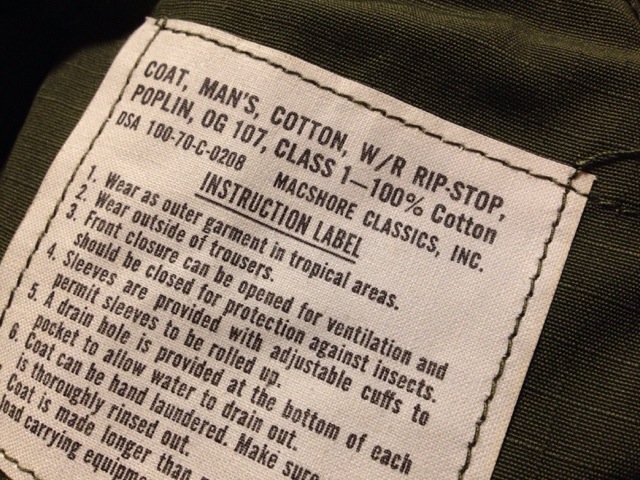 COAT, MAN'S, COTTON, W/R RIP-STOP,
POPLIN, OG 107, CLASS 1—100% Cotton
DSA 100-70-C-0208 MACSHORE CLASSICS, INC.
INSTRUCTION LABEL
1. Wear as outer garment in tropical areas.
2. Wear outside of trousers.
3. Front closure can be opened for ventilation and
should be closed for protection against insects.
4. Sleeves are provided with adjustable cuffs to
permit sleeves to be rolled up.
5. A drain hole is provided at the bottom of each
pocket to allow water to drain out.
6. Coat can be hand laundered. Make sure
is thoroughly rinsed out.
Coat is made longer than
load carrying